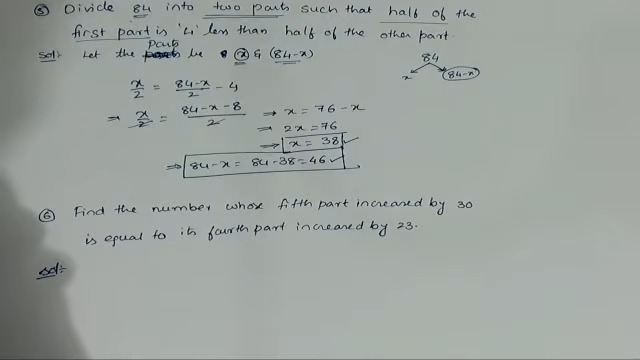 ⑤ Divide 84 into two parts such that half of the
first part is '4' less than half of the other part.
Sol:- Let the parts be x & (84-x)
84
x (84-x)
x/2 = (84-x)/2 - 4
⇒ x/2 = (84-x-8)/2 ⇒ x = 76 - x
⇒ 2x = 76
⇒ x = 38 ✓
⇒ 84-x = 84-38 = 46 ✓
⑥ Find the number whose fifth part increased by 30
is equal to its fourth part increased by 23.
Sol:-